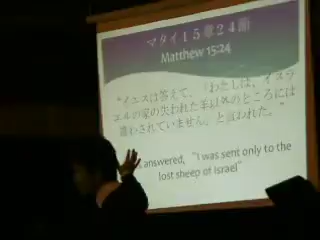 マタイ15章24節
Matthew 15:24
“イエスは答えて、「わたしは、イスラ
エルの家の失われた羊以外のところには
遣わされていません」と言われた。”
answered, “I was sent only to the
lost sheep of Israel”